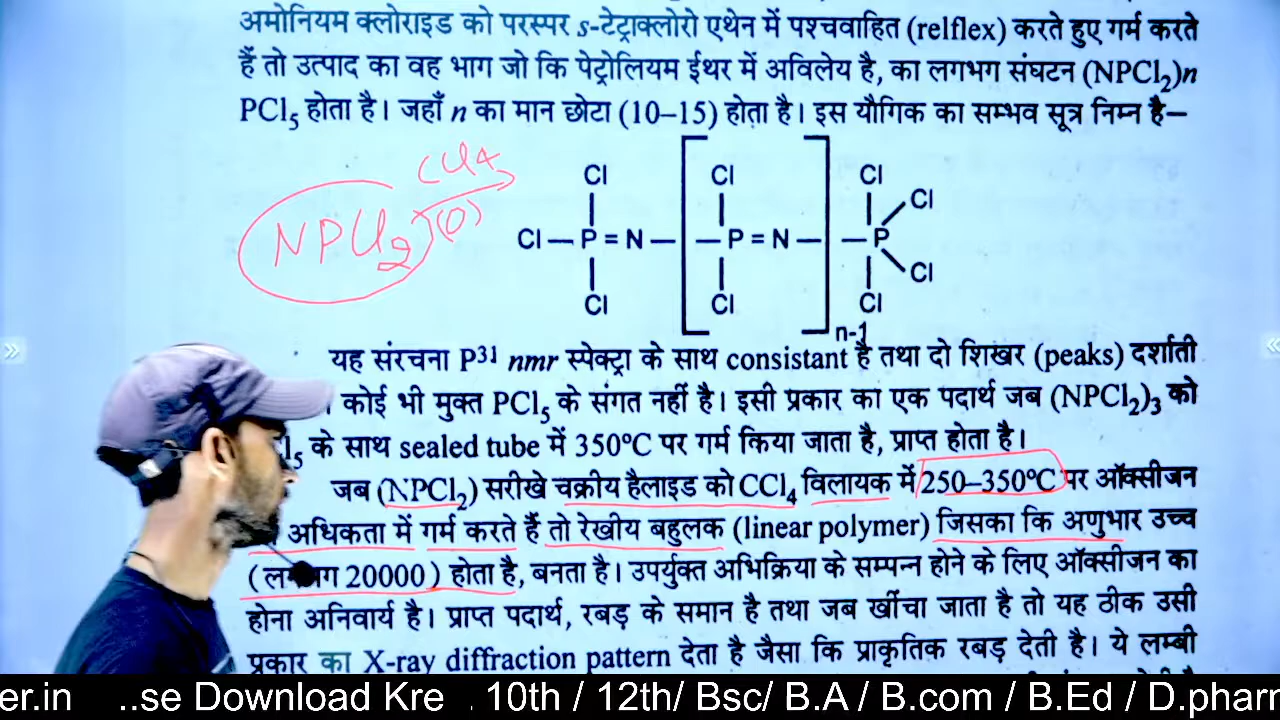 अमोनियम क्लोराइड को परस्पर s-टेट्राक्लोरो एथेन में पश्चवाहित (relflex) करते हुए गर्म करते
हैं तो उत्पाद का वह भाग जो कि पेट्रोलियम ईथर में अविलेय है, का लगभग संघटन (NPCl₂)n
PCl₅ होता है। जहाँ n का मान छोटा (10–15) होता है। इस यौगिक का सम्भव सूत्र निम्न है–
CCl4
NPCl2 (O)
Cl Cl Cl Cl
Cl – P = N – [ – P = N – ] – P
Cl Cl Cl Cl
n-1
यह संरचना P³¹ nmr स्पेक्ट्रा के साथ consistant है तथा दो शिखर (peaks) दर्शाती
कोई भी मुक्त PCl₅ के संगत नहीं है। इसी प्रकार का एक पदार्थ जब (NPCl₂)₃ को
l₅ के साथ sealed tube में 350°C पर गर्म किया जाता है, प्राप्त होता है।
जब (NPCl₂) सरीखे चक्रीय हैलाइड को CCl₄ विलायक में 250–350°C पर ऑक्सीजन
अधिकता में गर्म करते हैं तो रेखीय बहुलक (linear polymer) जिसका कि अणुभार उच्च
20000) होता है, बनता है। उपर्युक्त अभिक्रिया के सम्पन्न होने के लिए ऑक्सीजन का
होना अनिवार्य है। प्राप्त पदार्थ, रबड़ के समान है तथा जब खींचा जाता है तो यह ठीक उसी
प्रकार का X-ray diffraction pattern देता है जैसा कि प्राकृतिक रबड़ देती है। ये लम्बी
er.in ..se Download Kre . 10th / 12th/ Bsc/ B.A / B.com / B.Ed / D.pharr